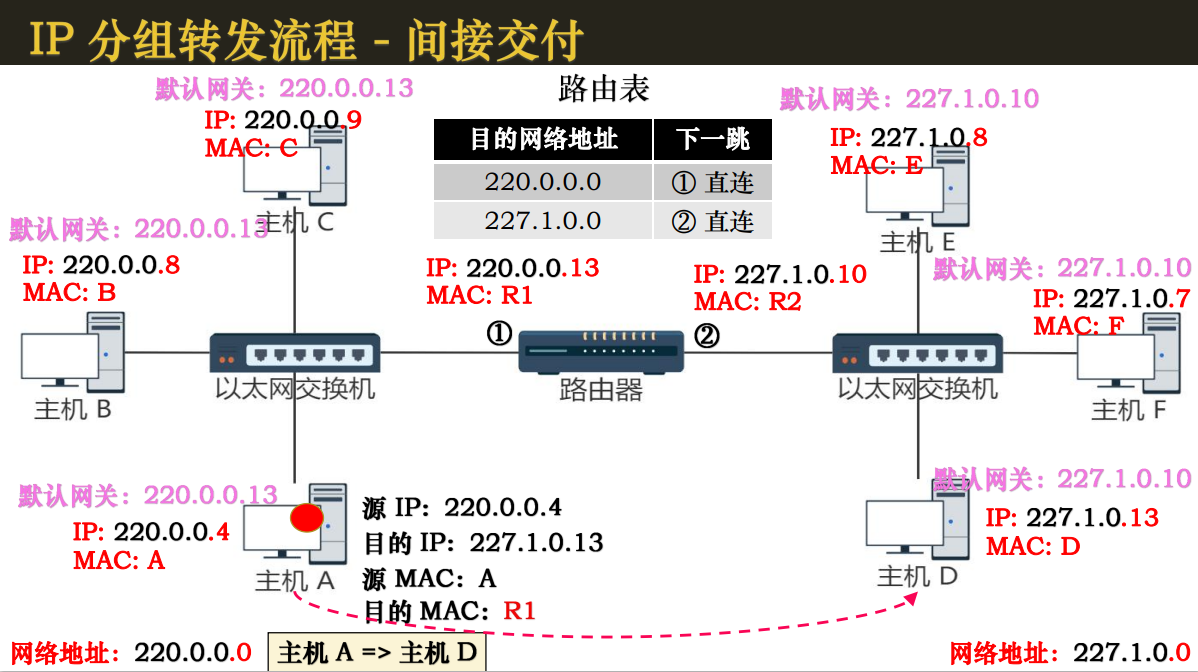 IP 分组转发流程 - 间接交付
默认网关：220.0.0.13
IP: 220.0.0.9
MAC: C
主机 C
路由表
目的网络地址 下一跳
220.0.0.0 ① 直连
227.1.0.0 ② 直连
默认网关：227.1.0.10
IP: 227.1.0.8
MAC: E
主机 E
默认网关：220.0.0.13
IP: 220.0.0.8
MAC: B
主机 B
以太网交换机
IP: 220.0.0.13
MAC: R1
①
IP: 227.1.0.10
MAC: R2
②
路由器
以太网交换机
默认网关：227.1.0.10
IP: 227.1.0.7
MAC: F
主机 F
默认网关：220.0.0.13
IP: 220.0.0.4
MAC: A
主机 A
源 IP：220.0.0.4
目的 IP：227.1.0.13
源 MAC：A
目的 MAC：R1
默认网关：227.1.0.10
IP: 227.1.0.13
MAC: D
主机 D
网络地址：220.0.0.0
主机 A => 主机 D
网络地址：227.1.0.0